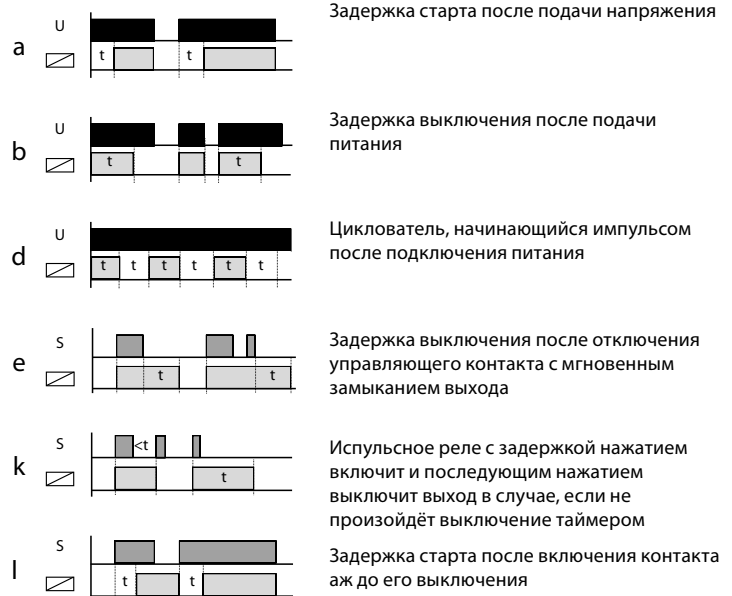 U
a
t
t
Задержка старта после подачи напряжения
U
b
t
t
Задержка выключения после подачи
питания
U
d
t t t t t t
Циклователь, начинающийся импульсом
после подключения питания
S
e
t
t
Задержка выключения после отключения
управляющего контакта с мгновенным
замыканием выхода
S
<t
k
t
Испульсное реле с задержкой нажатием
включит и последующим нажатием
выключит выход в случае, если не
произойдёт выключение таймером
S
l
t
t
Задержка старта после включения контакта
аж до его выключения